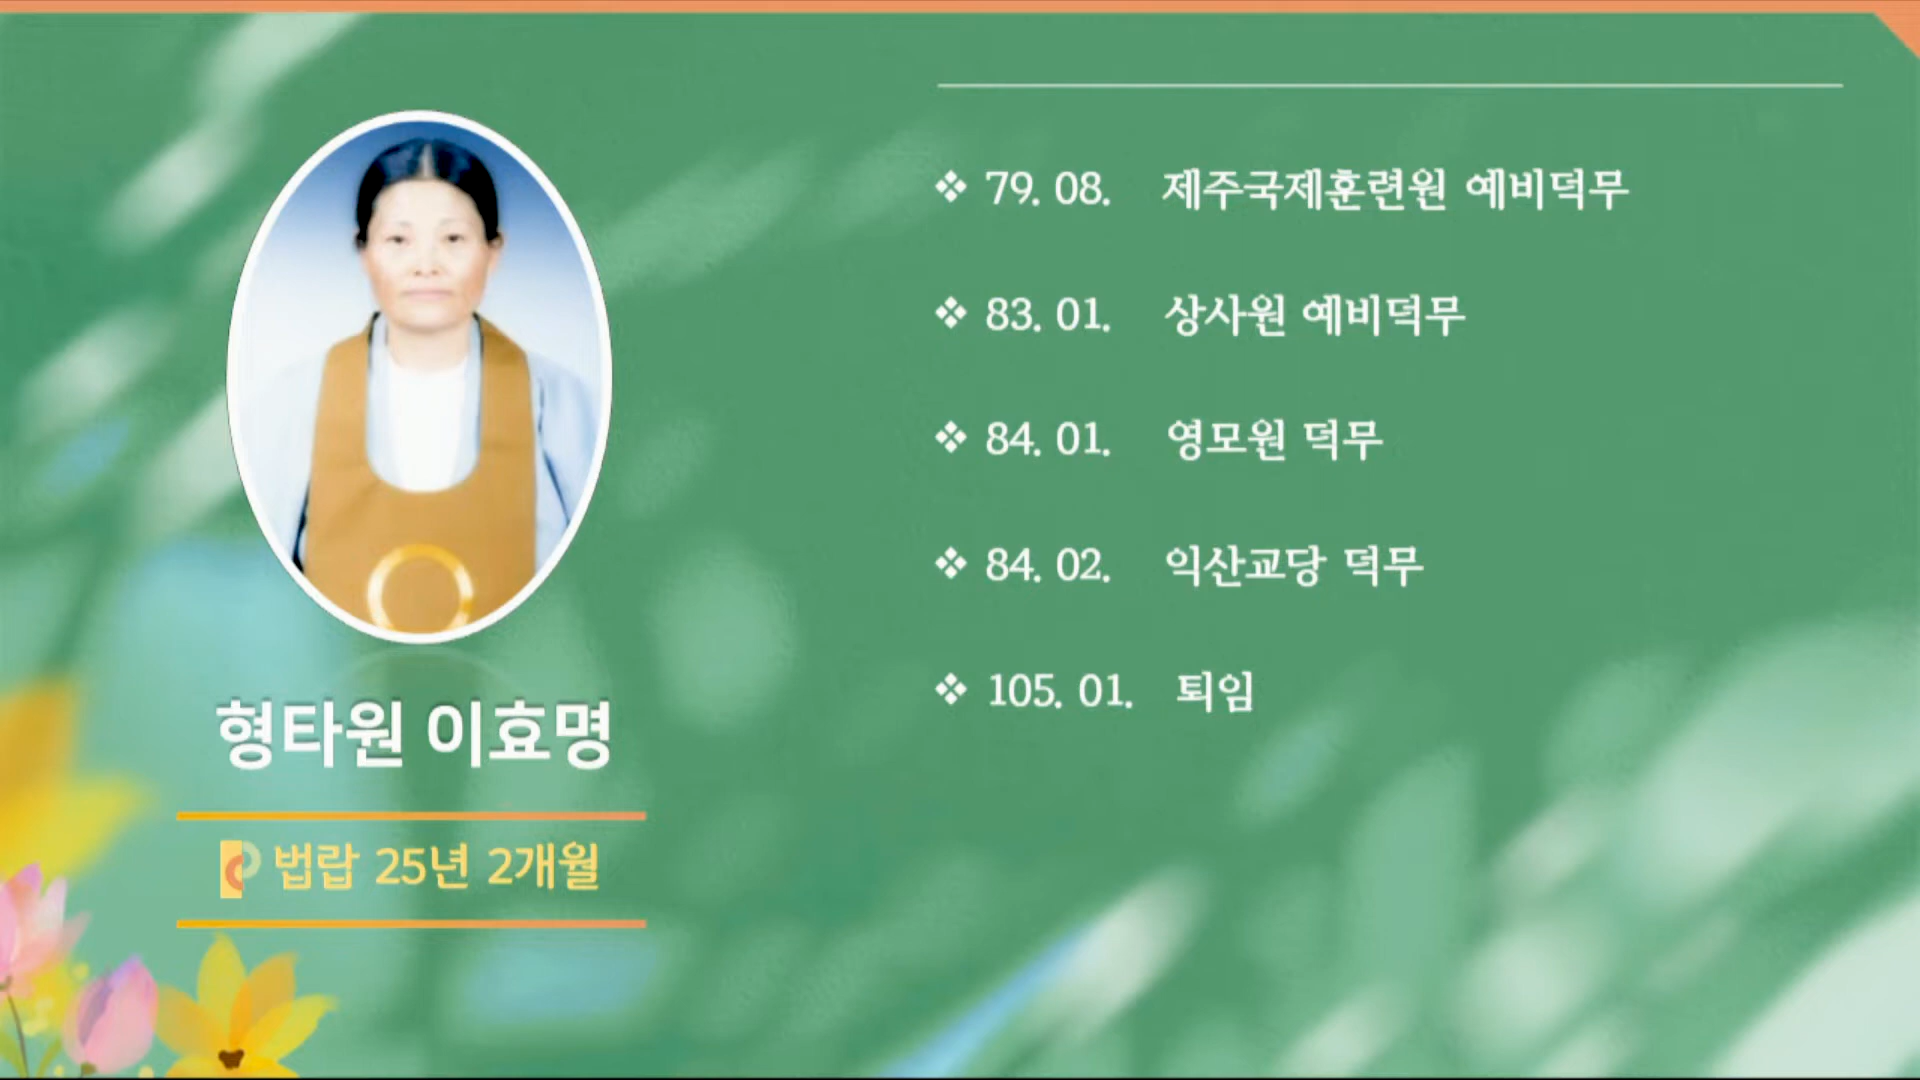 형타원 이효명
법랍 25년 2개월
79. 08. 제주국제훈련원 예비덕무
83. 01. 상사원 예비덕무
84. 01. 영모원 덕무
84. 02. 익산교당 덕무
105. 01. 퇴임